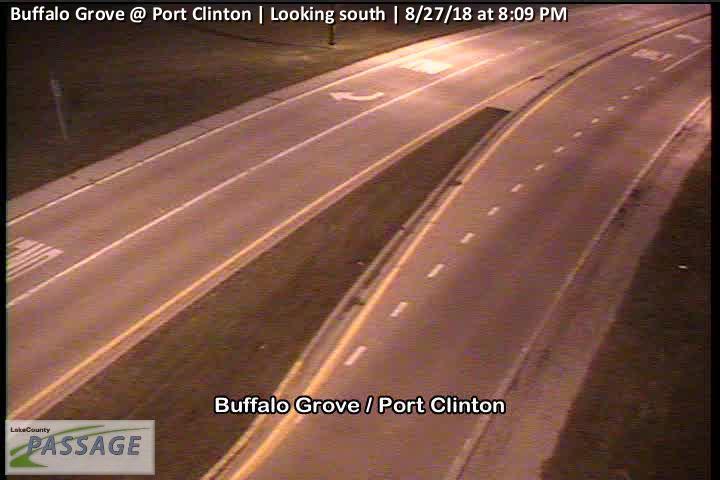 Buffalo Grove @ Port Clinton | Looking south | 8/27/18 at 8:09 PM
Buffalo Grove / Port Clinton
LakeCounty
PASSAGE